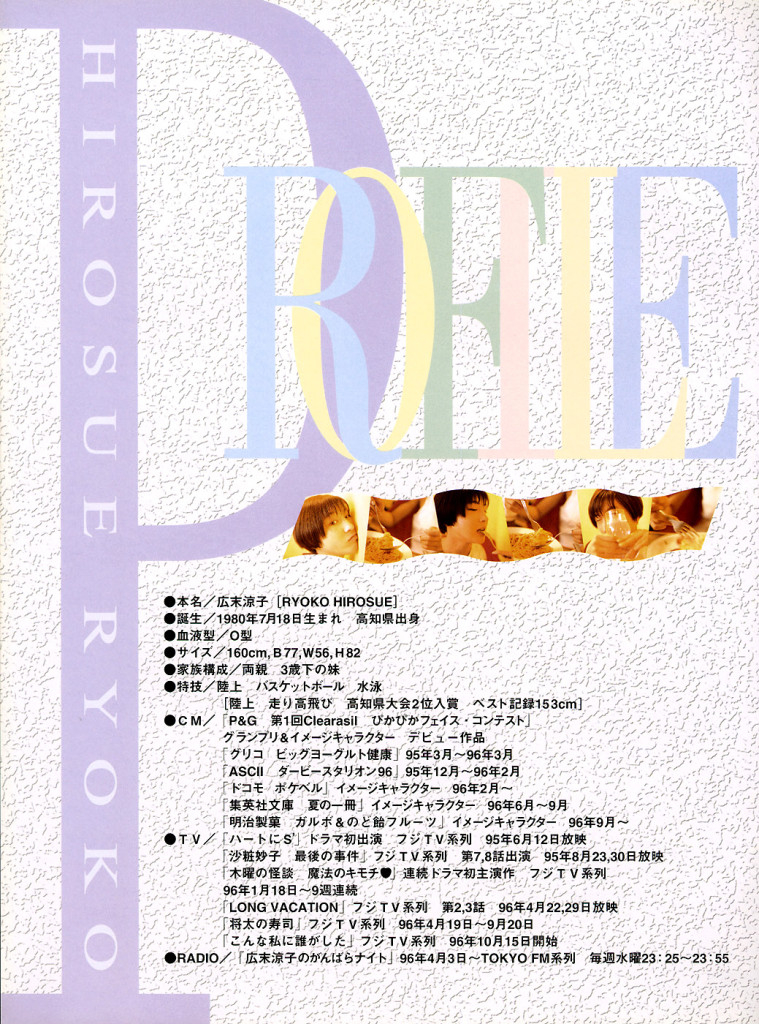 PROFILE
HIROSUE RYOKO
●本名／広末涼子［RYOKO HIROSUE］
●誕生／1980年7月18日生まれ　高知県出身
●血液型／O型
●サイズ／160cm,B77,W56,H82
●家族構成／両親　3歳下の妹
●特技／陸上　バスケットボール　水泳
［陸上　走り高飛び　高知県大会2位入賞　ベスト記録153cm］
●CM／「P&G　第1回Clearasil　ぴかぴかフェイス・コンテスト」
グランプリ&イメージキャラクター　デビュー作品
「グリコ　ビッグヨーグルト健康」95年3月～96年3月
「ASCII　ダービースタリオン96」95年12月～96年2月
「ドコモ　ポケベル」イメージキャラクター　96年2月～
「集英社文庫　夏の一冊」イメージキャラクター　96年6月～9月
「明治製菓　ガルボ&のど飴フルーツ」イメージキャラクター　96年9月～
●TV／「ハートにS'」ドラマ初出演　フジTV系列　95年6月12日放映
「沙粧妙子　最後の事件」フジTV系列　第7,8話出演　95年8月23,30日放映
「木曜の怪談　魔法のキモチ♥」連続ドラマ初主演作　フジTV系列
96年1月18日～9週連続
「LONG VACATION」フジTV系列　第2,3話　96年4月22,29日放映
「将太の寿司」フジTV系列　96年4月19日～9月20日
「こんな私に誰がした」フジTV系列　96年10月15日開始
●RADIO／「広末涼子のがんばらナイト」96年4月3日～TOKYO FM系列　毎週水曜23：25～23：55